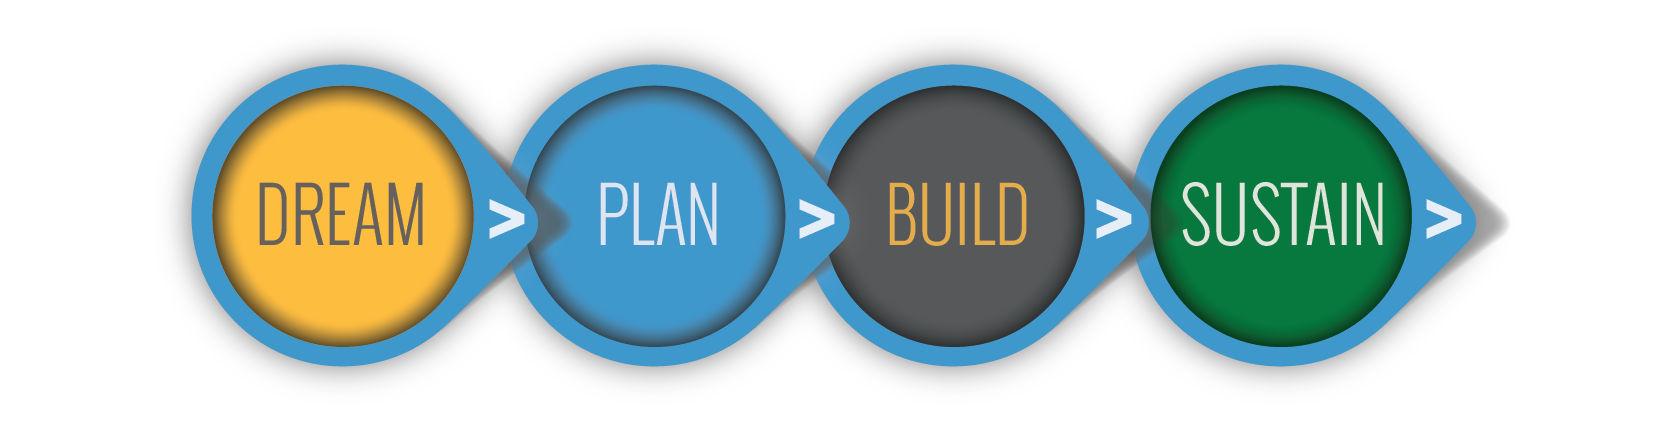 DREAM > PLAN > BUILD > SUSTAIN >